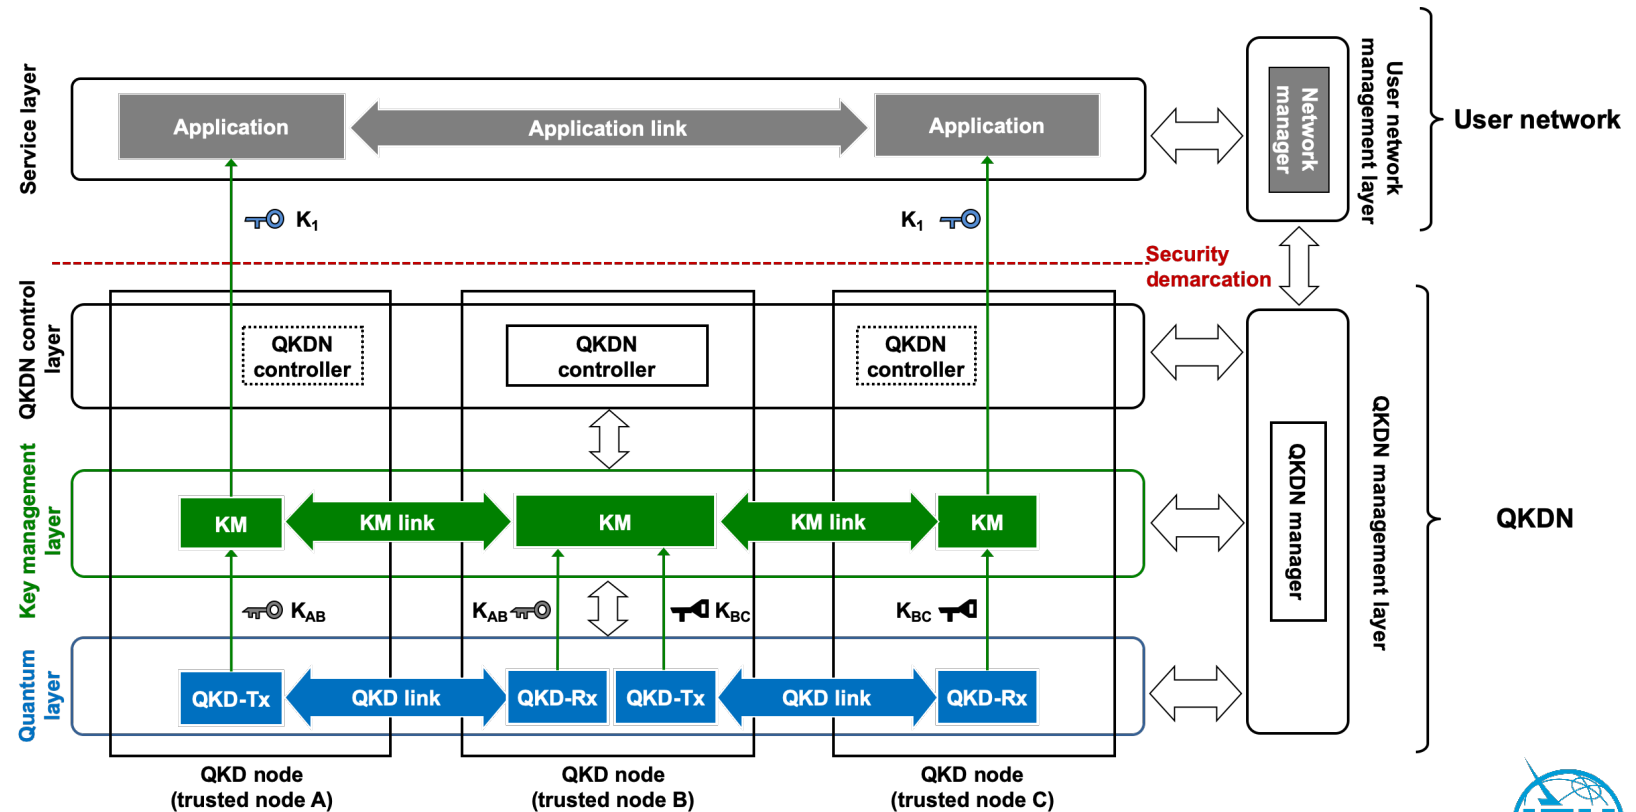 Service layer
Application
Application link
Application
Network
manager
User network
management layer
User network
K1
K1
Security
demarcation
QKDN control
layer
QKDN
controller
QKDN
controller
QKDN
controller
Key management
layer
KM
KM link
KM
KM link
KM
QKDN manager
QKDN management layer
QKDN
KAB
KAB
KBC
KBC
Quantum
layer
QKD-Tx
QKD link
QKD-Rx
QKD-Tx
QKD link
QKD-Rx
QKD node
(trusted node A)
QKD node
(trusted node B)
QKD node
(trusted node C)